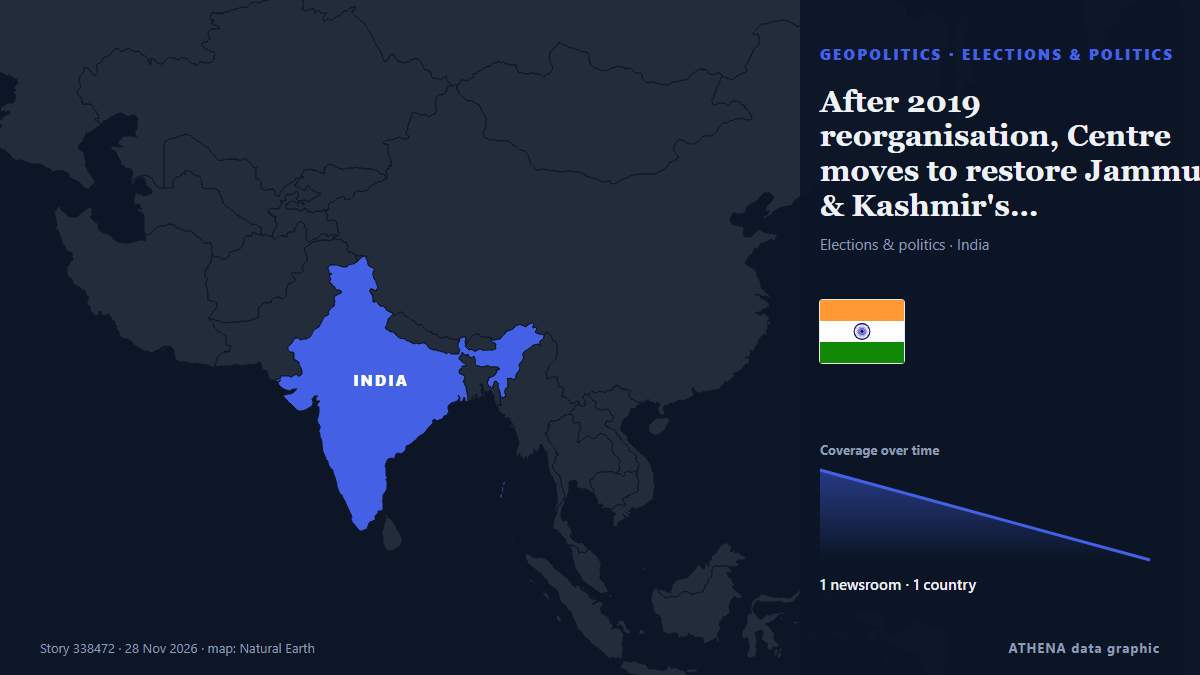 GEOPOLITICS · ELECTIONS & POLITICS
After 2019
reorganisation, Centre
moves to restore Jammu
& Kashmir's...
Elections & politics · India
INDIA
Coverage over time
1 newsroom · 1 country
Story 338472 · 28 Nov 2026 · map: Natural Earth
ATHENA data graphic